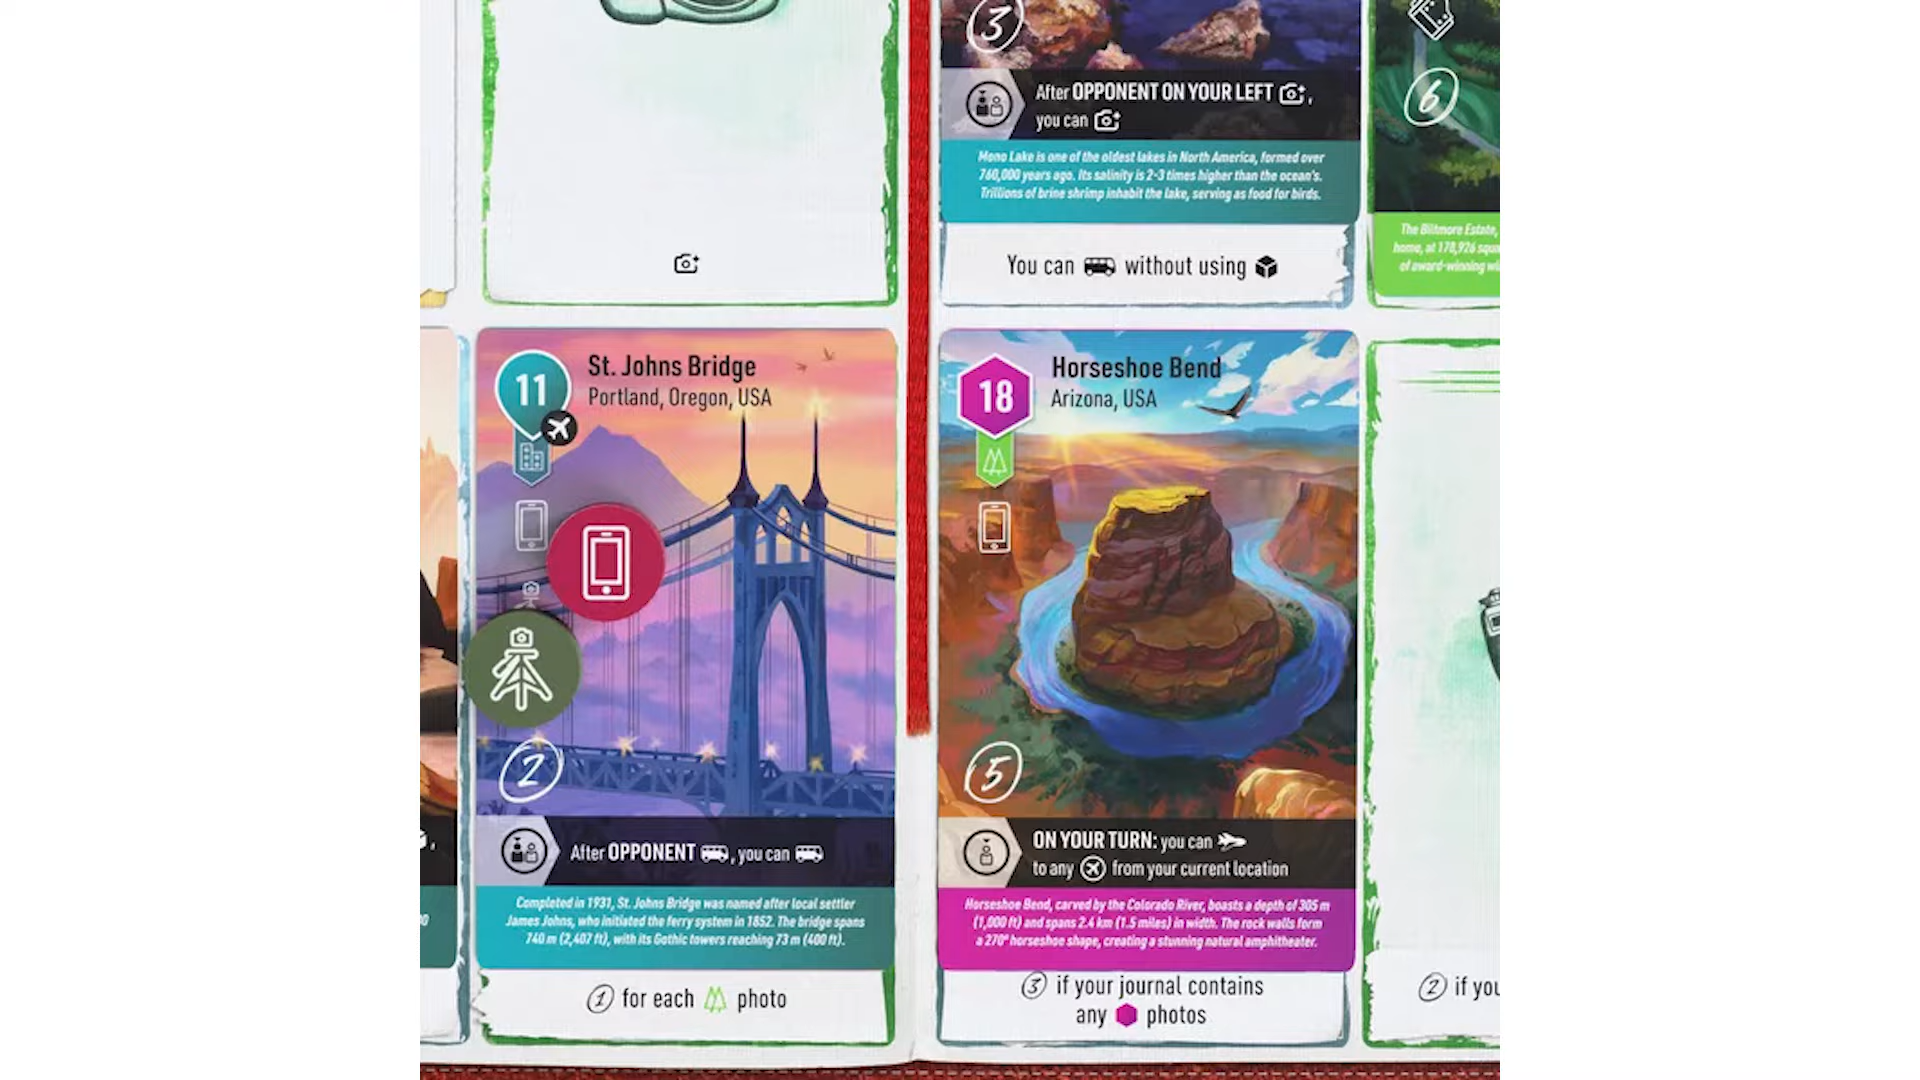 3
After OPPONENT ON YOUR LEFT ,
you can
Mono Lake is one of the oldest lakes in North America, formed over
760,000 years ago. Its salinity is 2-3 times higher than the ocean's.
Trillions of brine shrimp inhabit the lake, serving as food for birds.
You can without using
6
The Biltmore Estate,
home, at 178,926
of award-winning
11
St. Johns Bridge
Portland, Oregon, USA
2
After OPPONENT , you can
Completed in 1931, St. Johns Bridge was named after local settler
James Johns, who initiated the ferry system in 1852. The bridge spans
740 m (2,407 ft), with its Gothic towers reaching 73 m (400 ft).
1 for each photo
18
Horseshoe Bend
Arizona, USA
5
ON YOUR TURN: you can
to any from your current location
Horseshoe Bend, carved by the Colorado River, boasts a depth of 305 m
(1,000 ft) and spans 2.4 km (1.5 miles) in width. The rock walls form
a 270° horseshoe shape, creating a stunning natural amphitheater.
3 if your journal contains
any photos
2 if